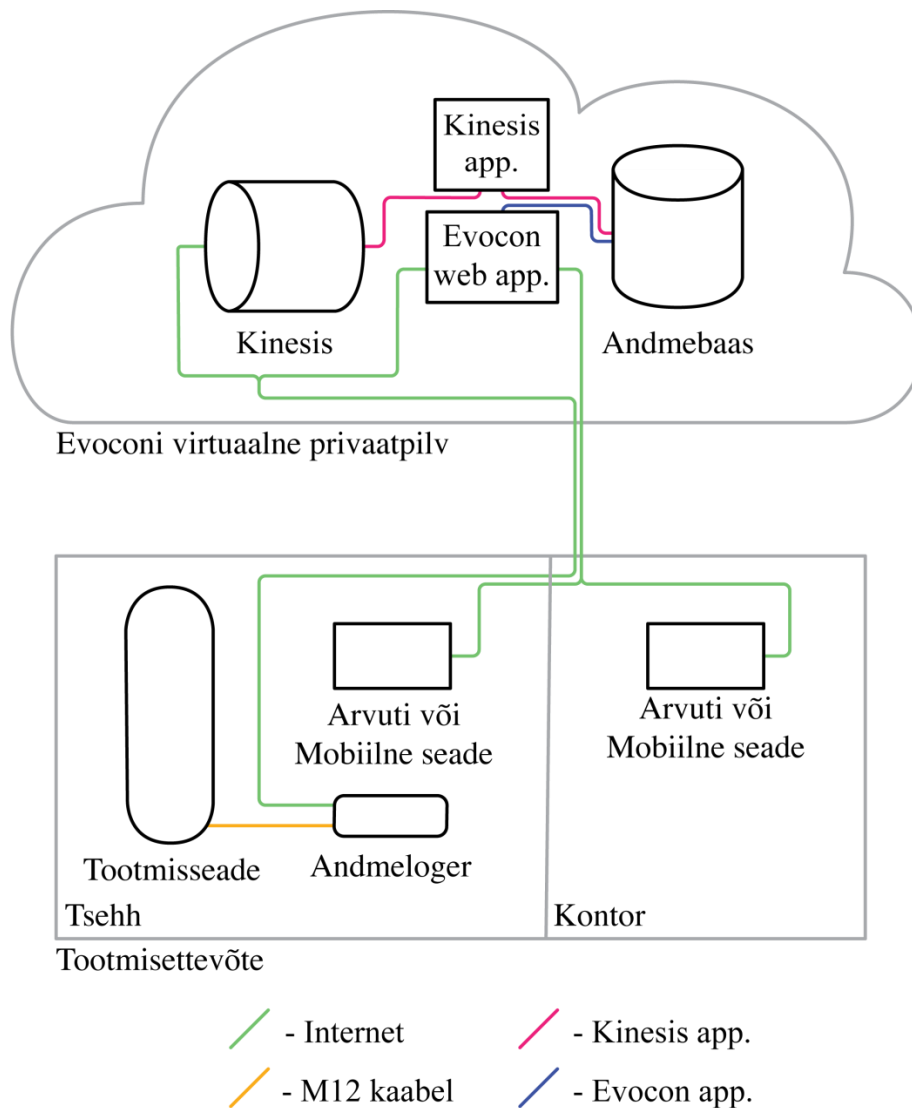 Kinesis
app.
Evocon
web app.
Kinesis
Andmebaas
Evoconi virtuaalne privaatpilv
Arvuti või
Mobiilne seade
Arvuti või
Mobiilne seade
Tootmisseade
Andmeloger
Tsehh
Kontor
Tootmisettevõte
- Internet
- Kinesis app.
- M12 kaabel
- Evocon app.